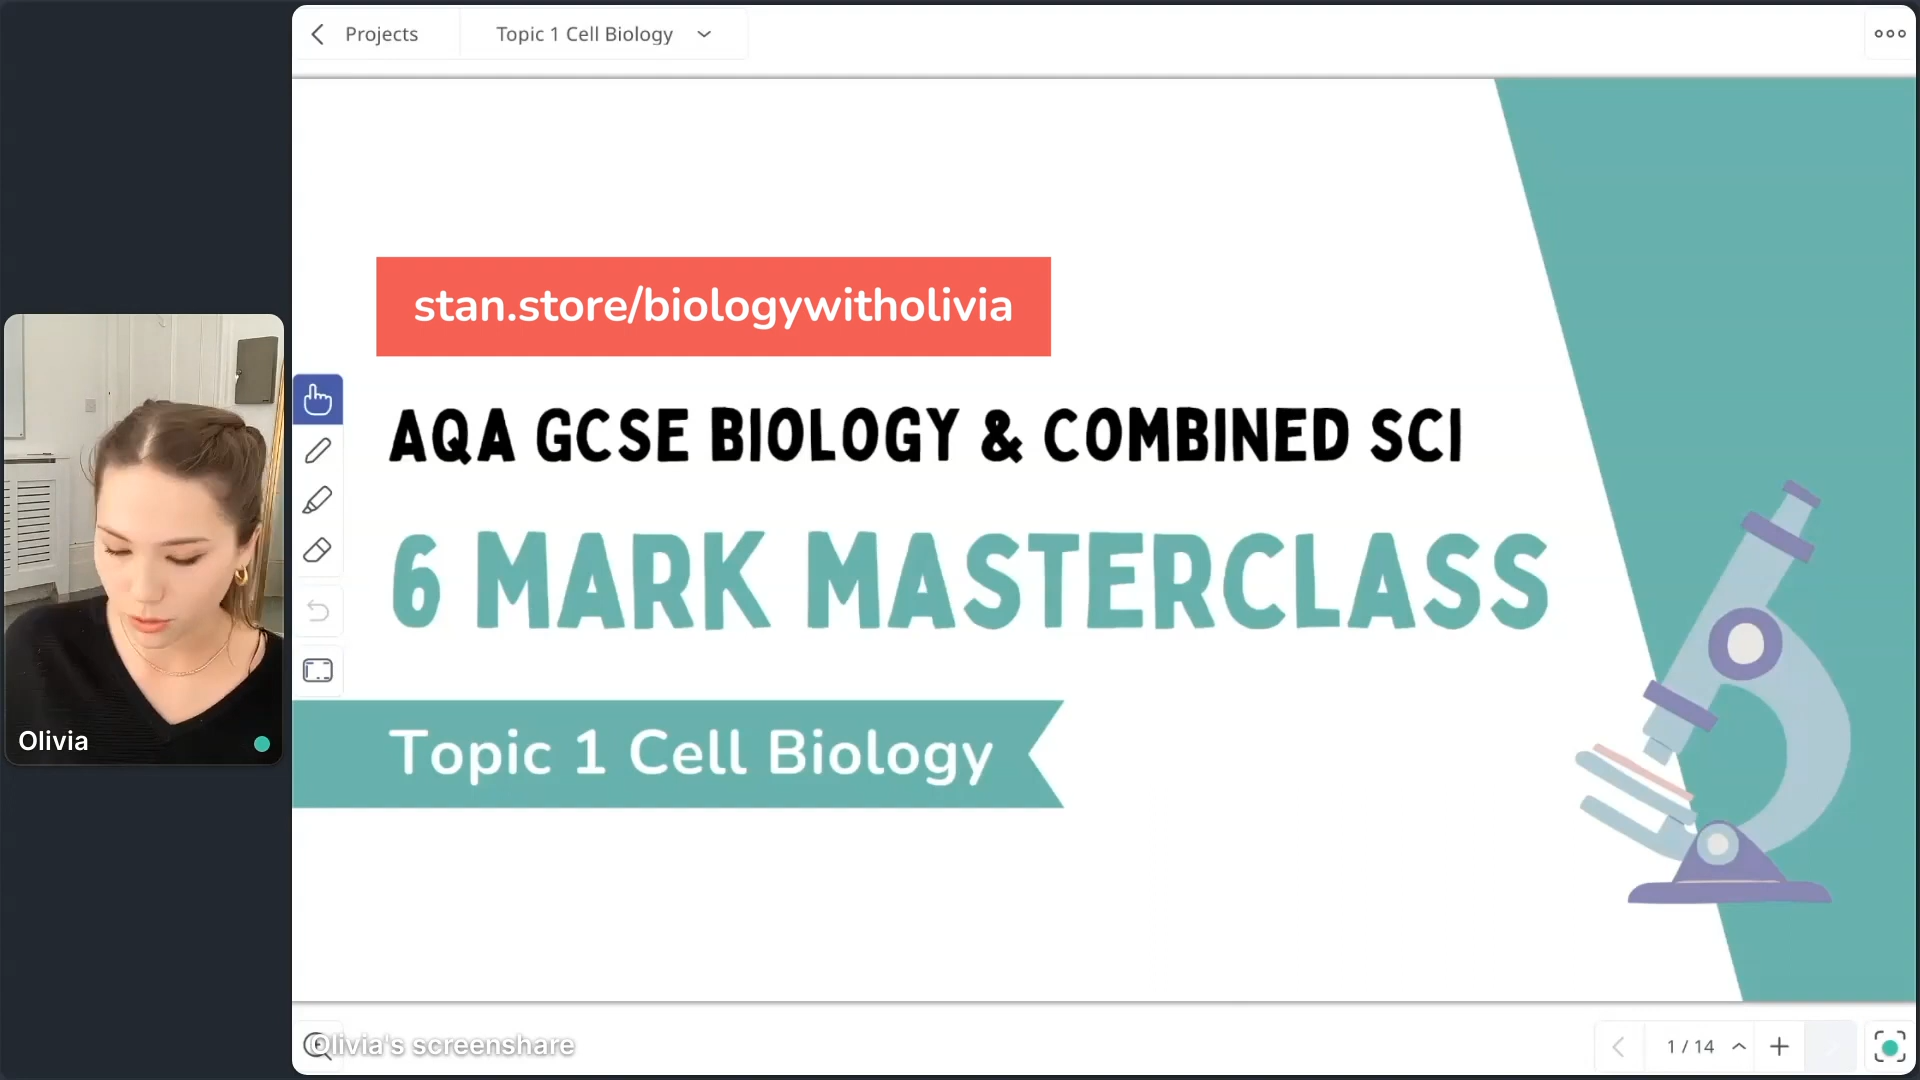 Projects
Topic 1 Cell Biology
stan.store/biologywitholivia
AQA GCSE BIOLOGY & COMBINED SCI
6 MARK MASTERCLASS
Topic 1 Cell Biology
Olivia
Olivia's screenshare
1 / 14